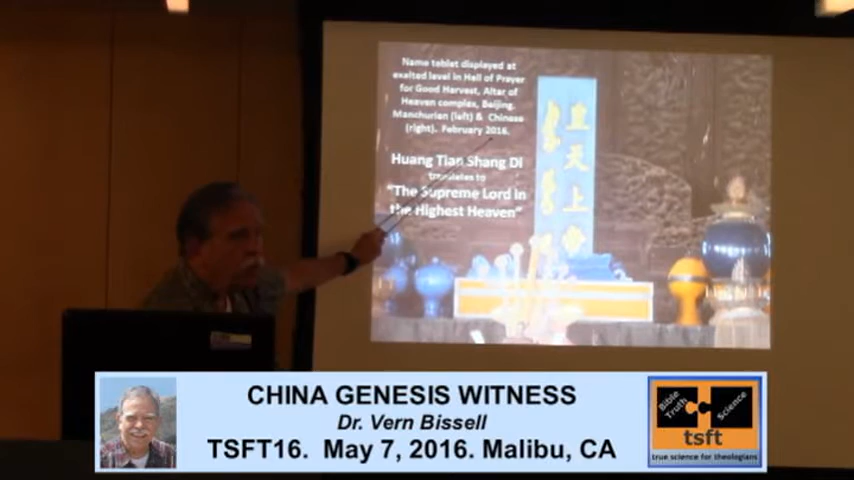 Name tablet displayed at
exalted level in Hall of Prayer
for Good Harvest, Altar of
Heaven complex, Beijing.
Manchurian (left) & Chinese
(right). February 2016.
Huang Tian Shang Di
translates to
"The Supreme Lord in
the Highest Heaven"
皇天上帝
CHINA GENESIS WITNESS
Dr. Vern Bissell
TSFT16. May 7, 2016. Malibu, CA
Bible Truth
Science
tsft
true science for theologians